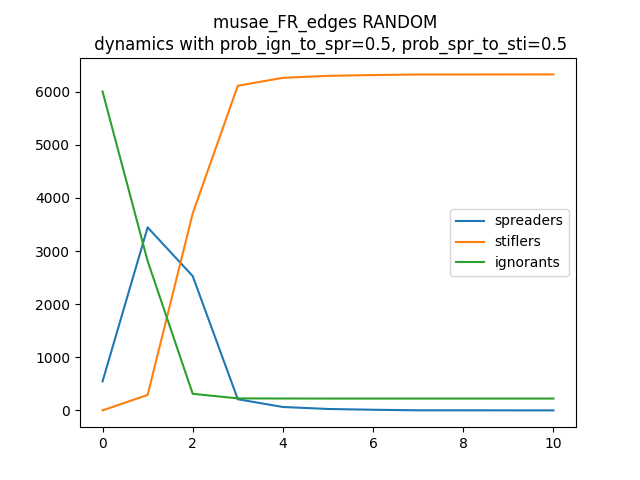 musae_FR_edges RANDOM
dynamics with prob_ign_to_spr=0.5, prob_spr_to_sti=0.5
6000
5000
4000
3000
2000
1000
0
spreaders
stiflers
ignorants
0 2 4 6 8 10